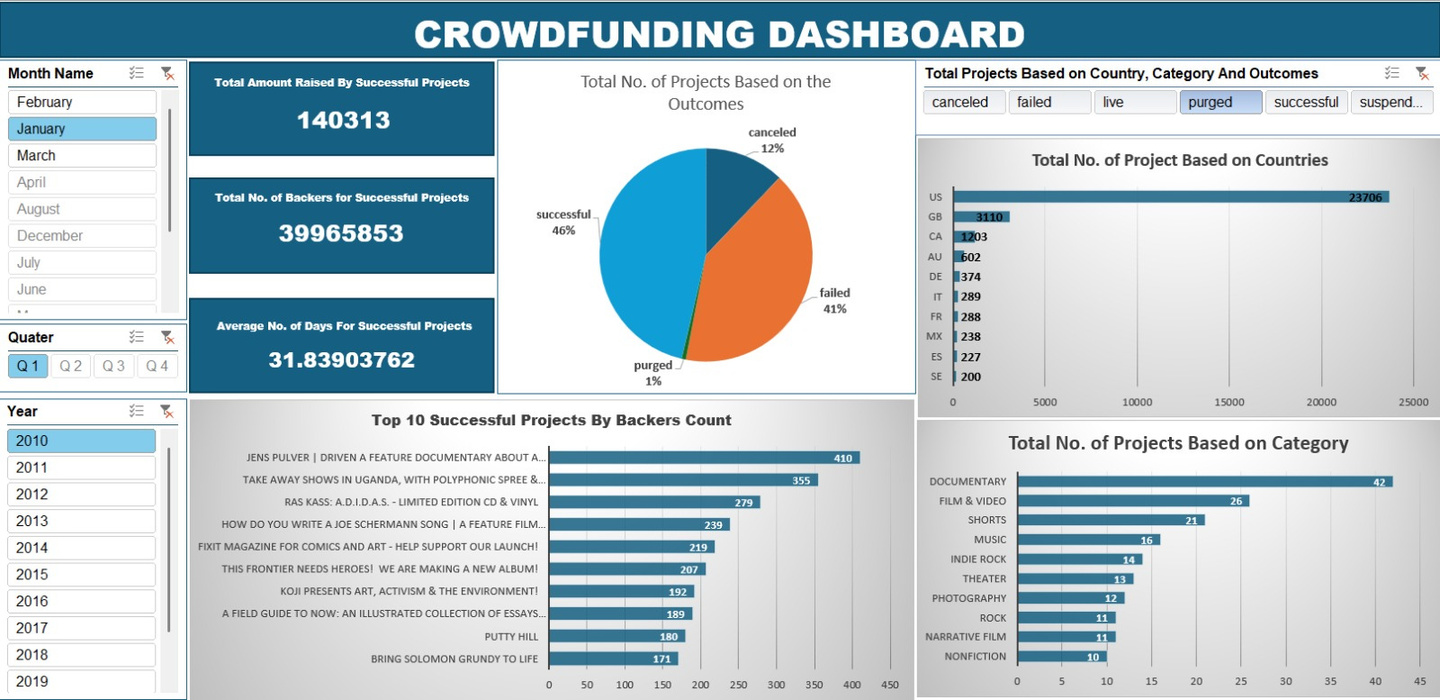 CROWDFUNDING DASHBOARD
Month Name
February
January
March
April
August
December
July
June
Quater
Q 1
Q 2
Q 3
Q 4
Year
2010
2011
2012
2013
2014
2015
2016
2017
2018
2019
Total Amount Raised By Successful Projects
140313
Total No. of Backers for Successful Projects
39965853
Average No. of Days For Successful Projects
31.83903762
Total No. of Projects Based on the
Outcomes
canceled
12%
successful
46%
failed
41%
purged
1%
Total Projects Based on Country, Category And Outcomes
canceled
failed
live
purged
successful
suspend...
Total No. of Project Based on Countries
US 23706
GB 3110
CA 1203
AU 602
DE 374
IT 289
FR 288
MX 238
ES 227
SE 200
0 5000 10000 15000 20000 25000
Top 10 Successful Projects By Backers Count
JENS PULVER | DRIVEN A FEATURE DOCUMENTARY ABOUT A... 410
TAKE AWAY SHOWS IN UGANDA, WITH POLYPHONIC SPREE &... 355
RAS KASS: A.D.I.D.A.S. - LIMITED EDITION CD & VINYL 279
HOW DO YOU WRITE A JOE SCHERMANN SONG | A FEATURE FILM... 239
FIXIT MAGAZINE FOR COMICS AND ART - HELP SUPPORT OUR LAUNCH! 219
THIS FRONTIER NEEDS HEROES! WE ARE MAKING A NEW ALBUM! 207
KOJI PRESENTS ART, ACTIVISM & THE ENVIRONMENT! 192
A FIELD GUIDE TO NOW: AN ILLUSTRATED COLLECTION OF ESSAYS... 189
PUTTY HILL 180
BRING SOLOMON GRUNDY TO LIFE 171
0 50 100 150 200 250 300 350 400 450
Total No. of Projects Based on Category
DOCUMENTARY 42
FILM & VIDEO 26
SHORTS 21
MUSIC 16
INDIE ROCK 14
THEATER 13
PHOTOGRAPHY 12
ROCK 11
NARRATIVE FILM 11
NONFICTION 10
0 5 10 15 20 25 30 35 40 45